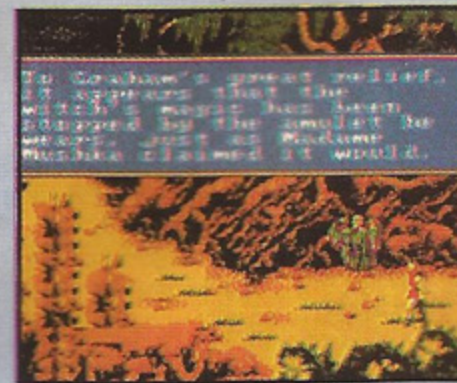 To Graham's great relief,
it appears that the
witch's magic has been
stopped by the amulet he
wears, just as Madame
Mushka claimed it would.